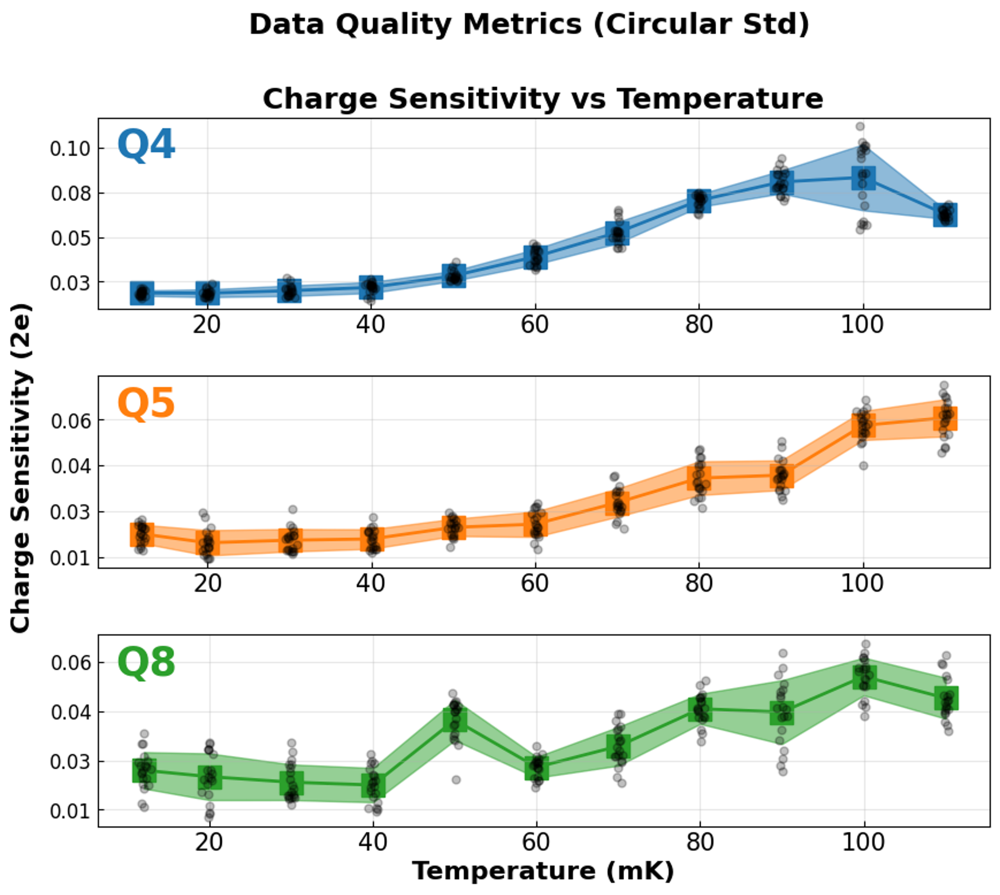 Data Quality Metrics (Circular Std)
Charge Sensitivity vs Temperature
Q4
0.10
0.08
0.05
0.03
20 40 60 80 100
Charge Sensitivity (2e)
Q5
0.06
0.04
0.03
0.01
20 40 60 80 100
Q8
0.06
0.04
0.03
0.01
20 40 60 80 100
Temperature (mK)